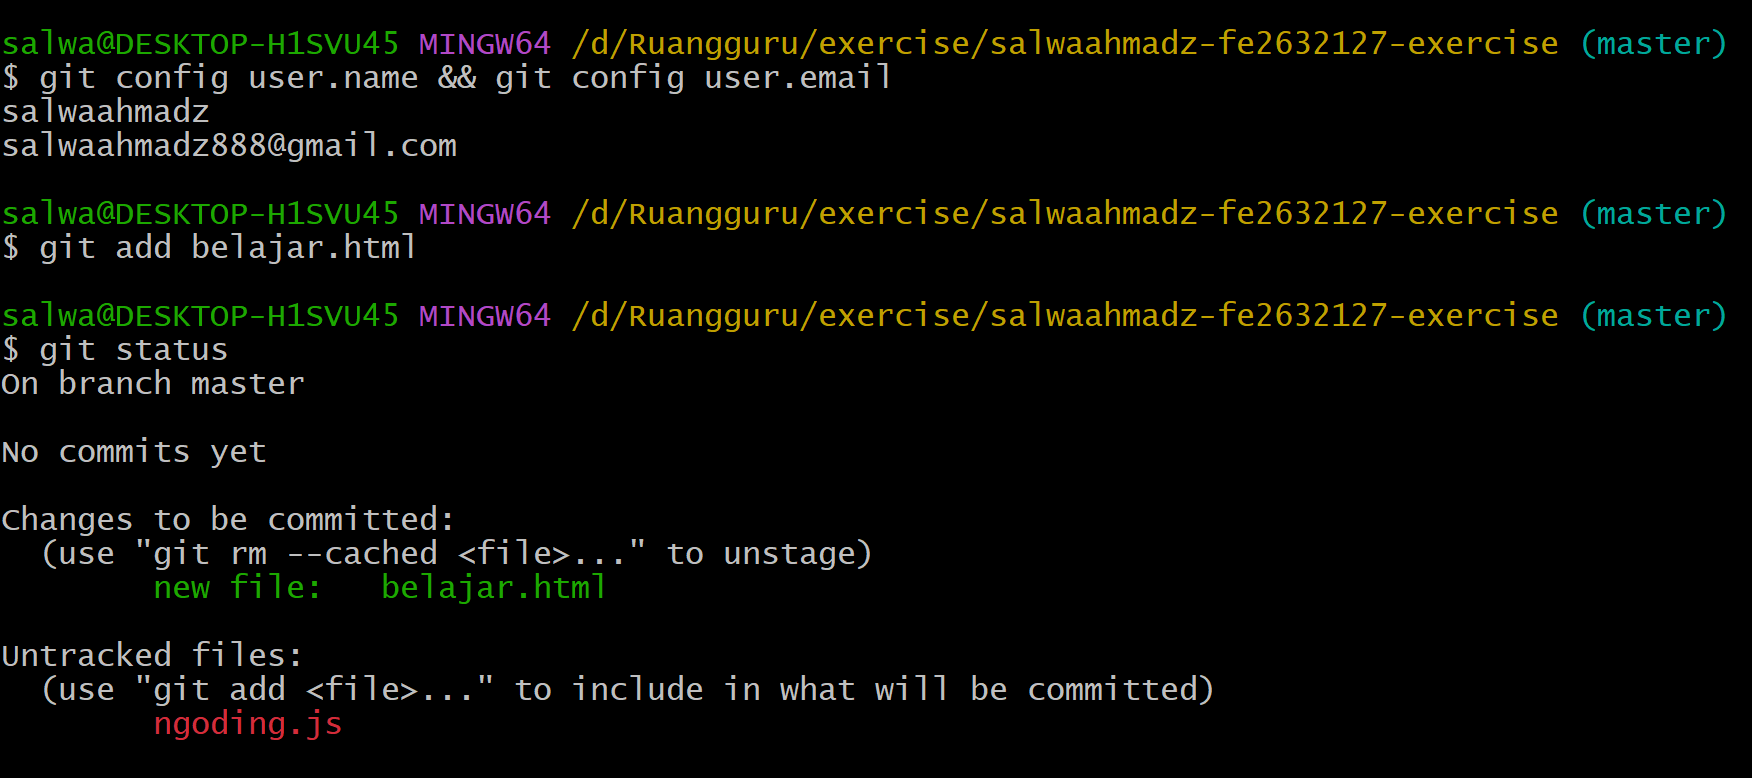 salwa@DESKTOP-H1SVU45 MINGW64 /d/Ruangguru/exercise/salwaahmadz-fe2632127-exercise (master)
$ git config user.name && git config user.email
salwaahmadz
salwaahmadz888@gmail.com
salwa@DESKTOP-H1SVU45 MINGW64 /d/Ruangguru/exercise/salwaahmadz-fe2632127-exercise (master)
$ git add belajar.html
salwa@DESKTOP-H1SVU45 MINGW64 /d/Ruangguru/exercise/salwaahmadz-fe2632127-exercise (master)
$ git status
On branch master
No commits yet
Changes to be committed:
  (use "git rm --cached <file>..." to unstage)
        new file:   belajar.html
Untracked files:
  (use "git add <file>..." to include in what will be committed)
        ngoding.js